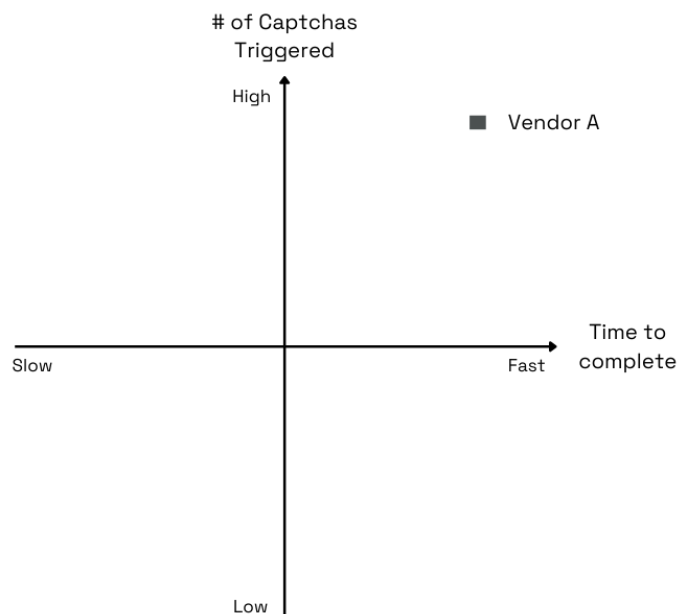 # of Captchas
Triggered
High
Vendor A
Time to
complete
Slow
Fast
Low